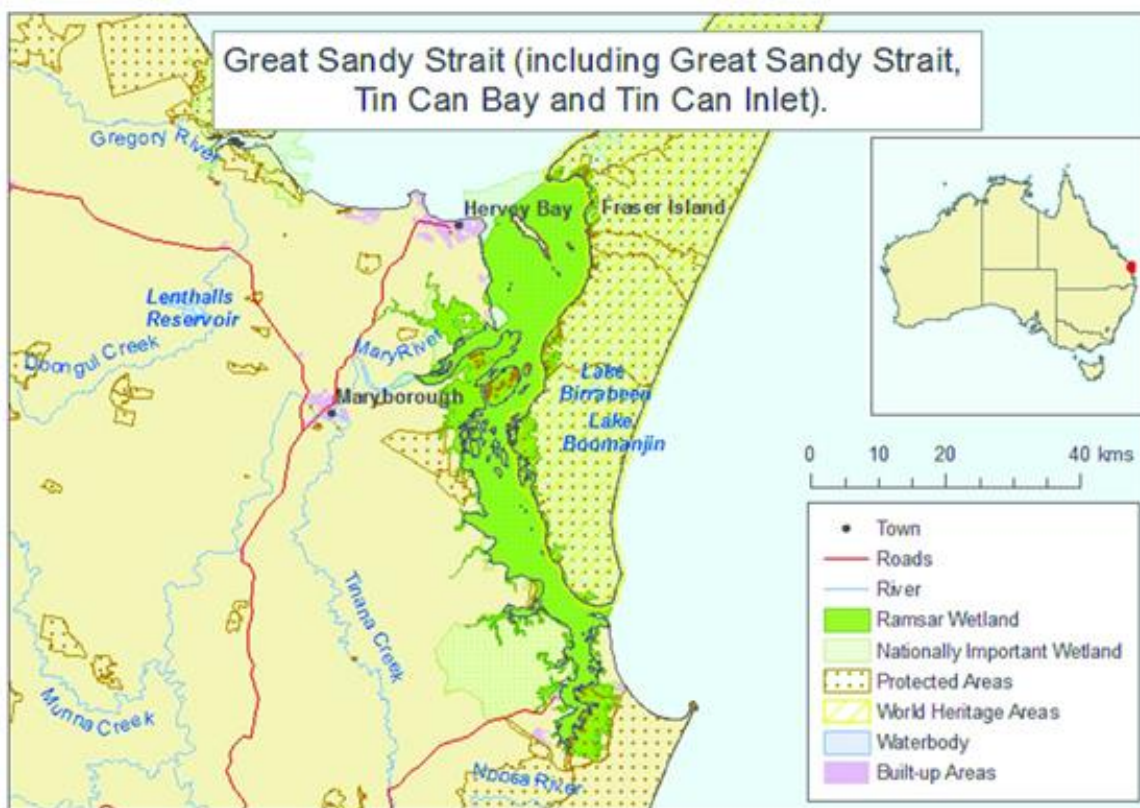 Great Sandy Strait (including Great Sandy Strait,
Tin Can Bay and Tin Can Inlet).
Gregory River
Hervey Bay
Fraser Island
Lenthalls
Reservoir
Doongul Creek
Mary River
Maryborough
Lake
Birrabeen
Lake
Boomanjin
Tinana Creek
Munna Creek
Noosa River
0 10 20 40 kms
Town
Roads
River
Ramsar Wetland
Nationally Important Wetland
Protected Areas
World Heritage Areas
Waterbody
Built-up Areas